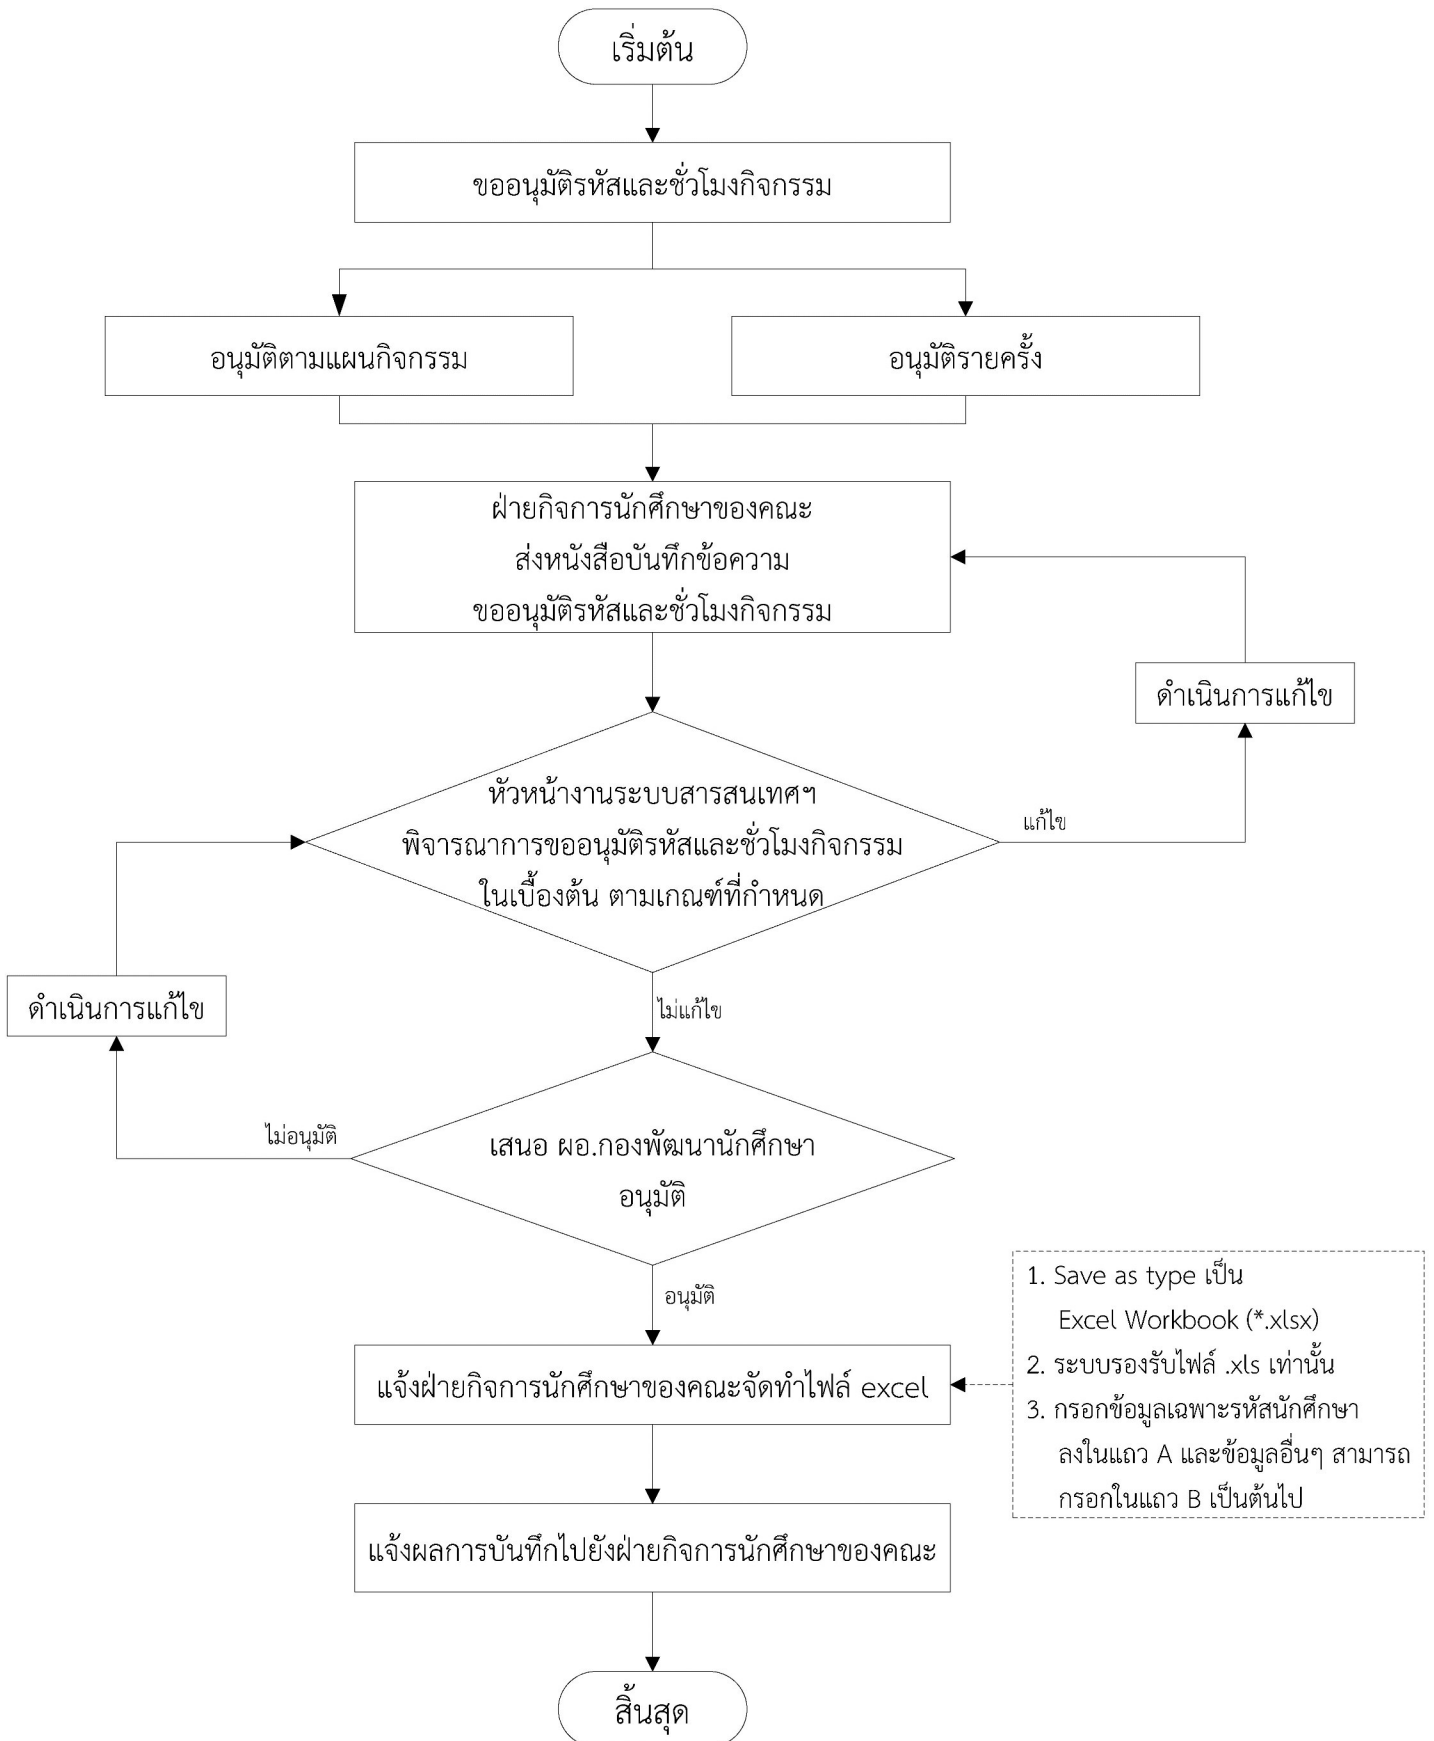 เริ่มต้น
ขออนุมัติรหัสและชั่วโมงกิจกรรม
อนุมัติตามแผนกิจกรรม
อนุมัติรายครั้ง
ฝ่ายกิจการนักศึกษาของคณะ
ส่งหนังสือบันทึกข้อความ
ขออนุมัติรหัสและชั่วโมงกิจกรรม
ดำเนินการแก้ไข
หัวหน้างานระบบสารสนเทศฯ
พิจารณาการขออนุมัติรหัสและชั่วโมงกิจกรรม
ในเบื้องต้น ตามเกณฑ์ที่กำหนด
แก้ไข
ดำเนินการแก้ไข
ไม่แก้ไข
ไม่อนุมัติ
เสนอ ผอ.กองพัฒนานักศึกษา
อนุมัติ
อนุมัติ
1. Save as type เป็น
Excel Workbook (*.xlsx)
2. ระบบรองรับไฟล์ .xls เท่านั้น
3. กรอกข้อมูลเฉพาะรหัสนักศึกษา
ลงในแถว A และข้อมูลอื่นๆ สามารถ
กรอกในแถว B เป็นต้นไป
แจ้งฝ่ายกิจการนักศึกษาของคณะจัดทำไฟล์ excel
แจ้งผลการบันทึกไปยังฝ่ายกิจการนักศึกษาของคณะ
สิ้นสุด